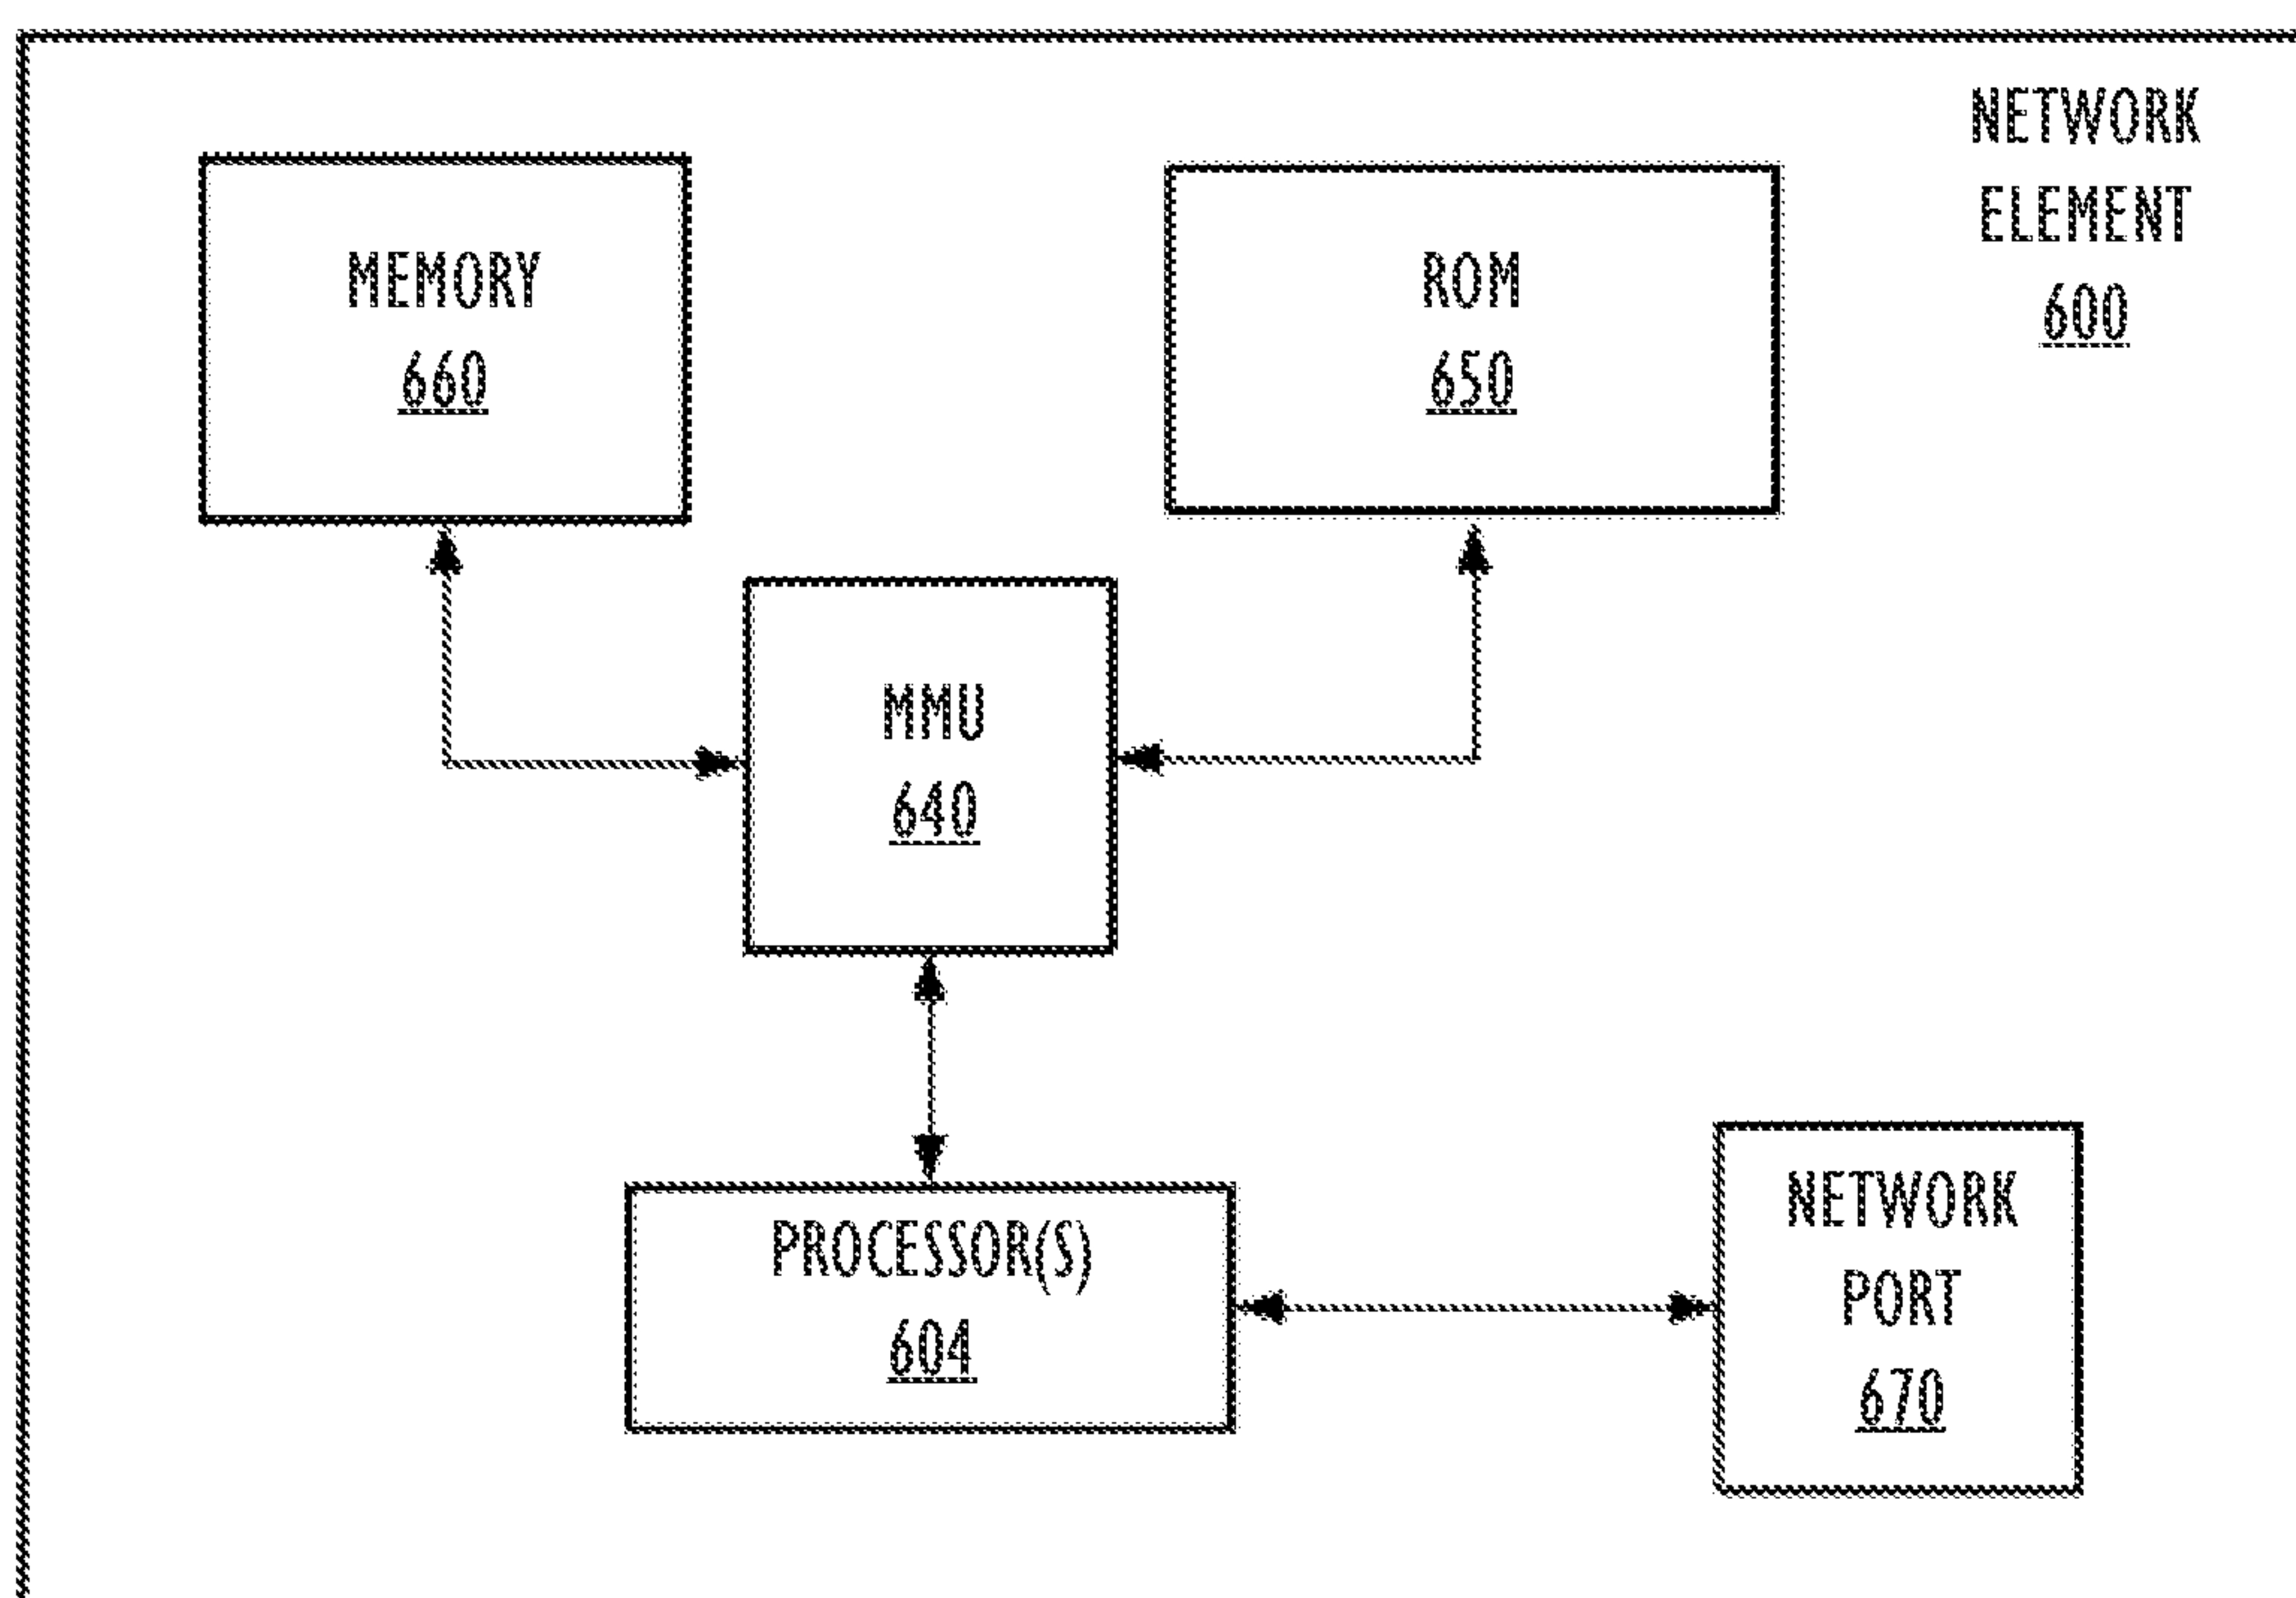 NETWORK
ELEMENT
600
MEMORY
660
ROM
650
MMU
640
PROCESSOR(S)
604
NETWORK
PORT
670